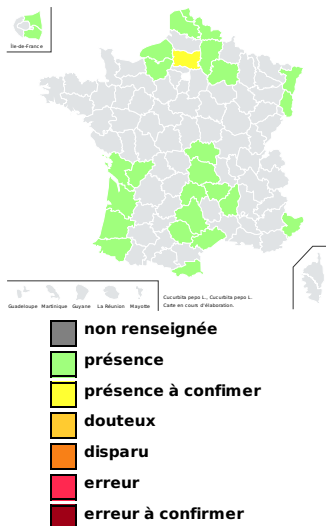 Île-de-France
Guadeloupe Martinique Guyane La Réunion Mayotte
Cucurbita pepo L., Cucurbita pepo L.
Carte en cours d'élaboration.
non renseignée
présence
présence à confimer
douteux
disparu
erreur
erreur à confirmer